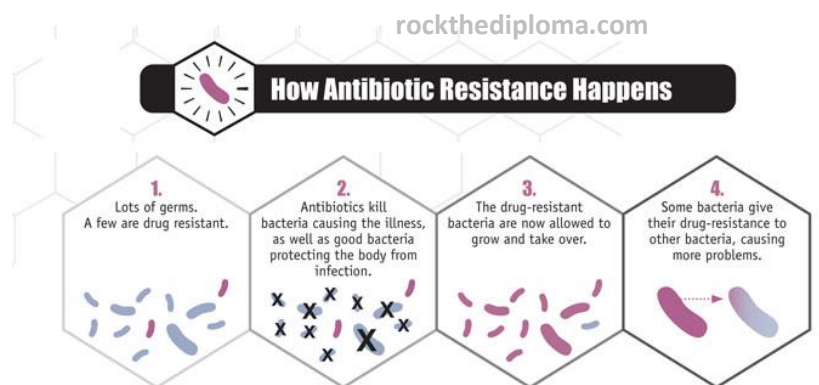 rockthediploma.com
How Antibiotic Resistance Happens
1.
Lots of germs.
A few are drug resistant.
2.
Antibiotics kill
bacteria causing the illness,
as well as good bacteria
protecting the body from
infection.
X X X X X X X X X
3.
The drug-resistant
bacteria are now allowed to
grow and take over.
4.
Some bacteria give
their drug-resistance to
other bacteria, causing
more problems.